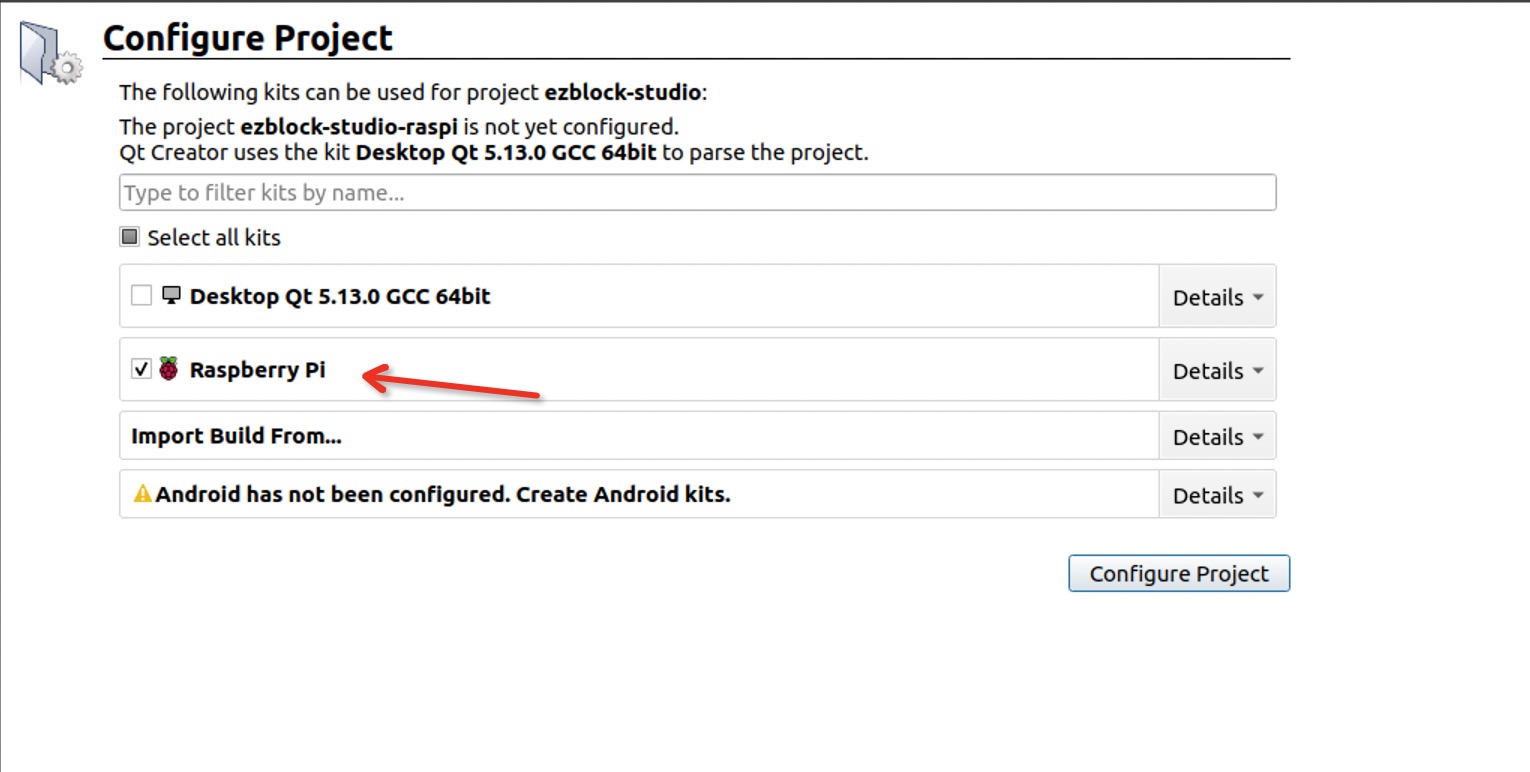 Configure Project
The following kits can be used for project ezblock-studio:
The project ezblock-studio-raspi is not yet configured.
Qt Creator uses the kit Desktop Qt 5.13.0 GCC 64bit to parse the project.
Type to filter kits by name...
Select all kits
Desktop Qt 5.13.0 GCC 64bit Details
Raspberry Pi Details
Import Build From... Details
Android has not been configured. Create Android kits. Details
Configure Project